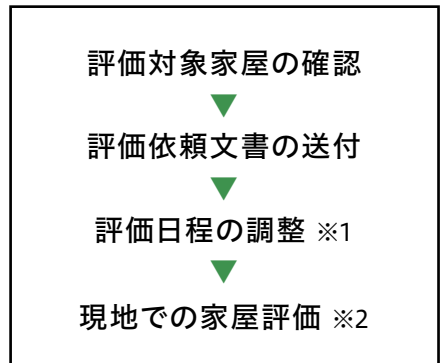 評価対象家屋の確認
▼
評価依頼文書の送付
▼
評価日程の調整 ※1
▼
現地での家屋評価 ※2